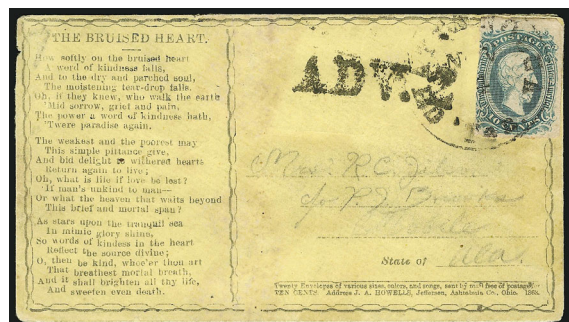 THE BRUISED HEART.
How softly on the bruised heart
A word of kindness falls,
And to the dry and parched soul,
The moistening tear-drop falls.
Oh, if they knew, who walk the earth
'Mid sorrow, grief and pain,
The power a word of kindness hath,
'Twere paradise again.
The weakest and the poorest may
This simple pittance give,
And bid delight to withered hearts
Return again to live;
Oh, what is life if love be lost?
If man's unkind to man—
Or what the heaven that waits beyond
This brief and mortal span?
As stars upon the tranquil sea
In mimic glory shine,
So words of kindess in the heart
Reflect the source divine;
O, then be kind, whoe'er thou art
That breathest mortal breath,
And it shall brighten all thy life,
And sweeten even death.
ADV.
POSTAGE
TEN CENTS
Mrs. R.C.
c/o
State of Ala.
Twenty Envelopes of various sizes, colors, and songs, sent by mail free of postage for
TEN CENTS. Address J. A. HOWELLS, Jefferson, Ashtabula Co., Ohio.